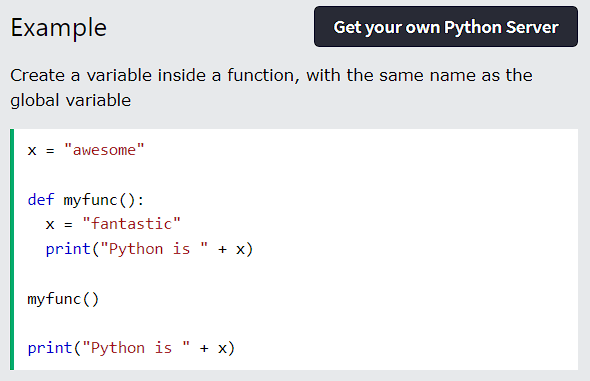 Example
Get your own Python Server
Create a variable inside a function, with the same name as the
global variable
x = "awesome"
def myfunc():
  x = "fantastic"
  print("Python is " + x)
myfunc()
print("Python is " + x)